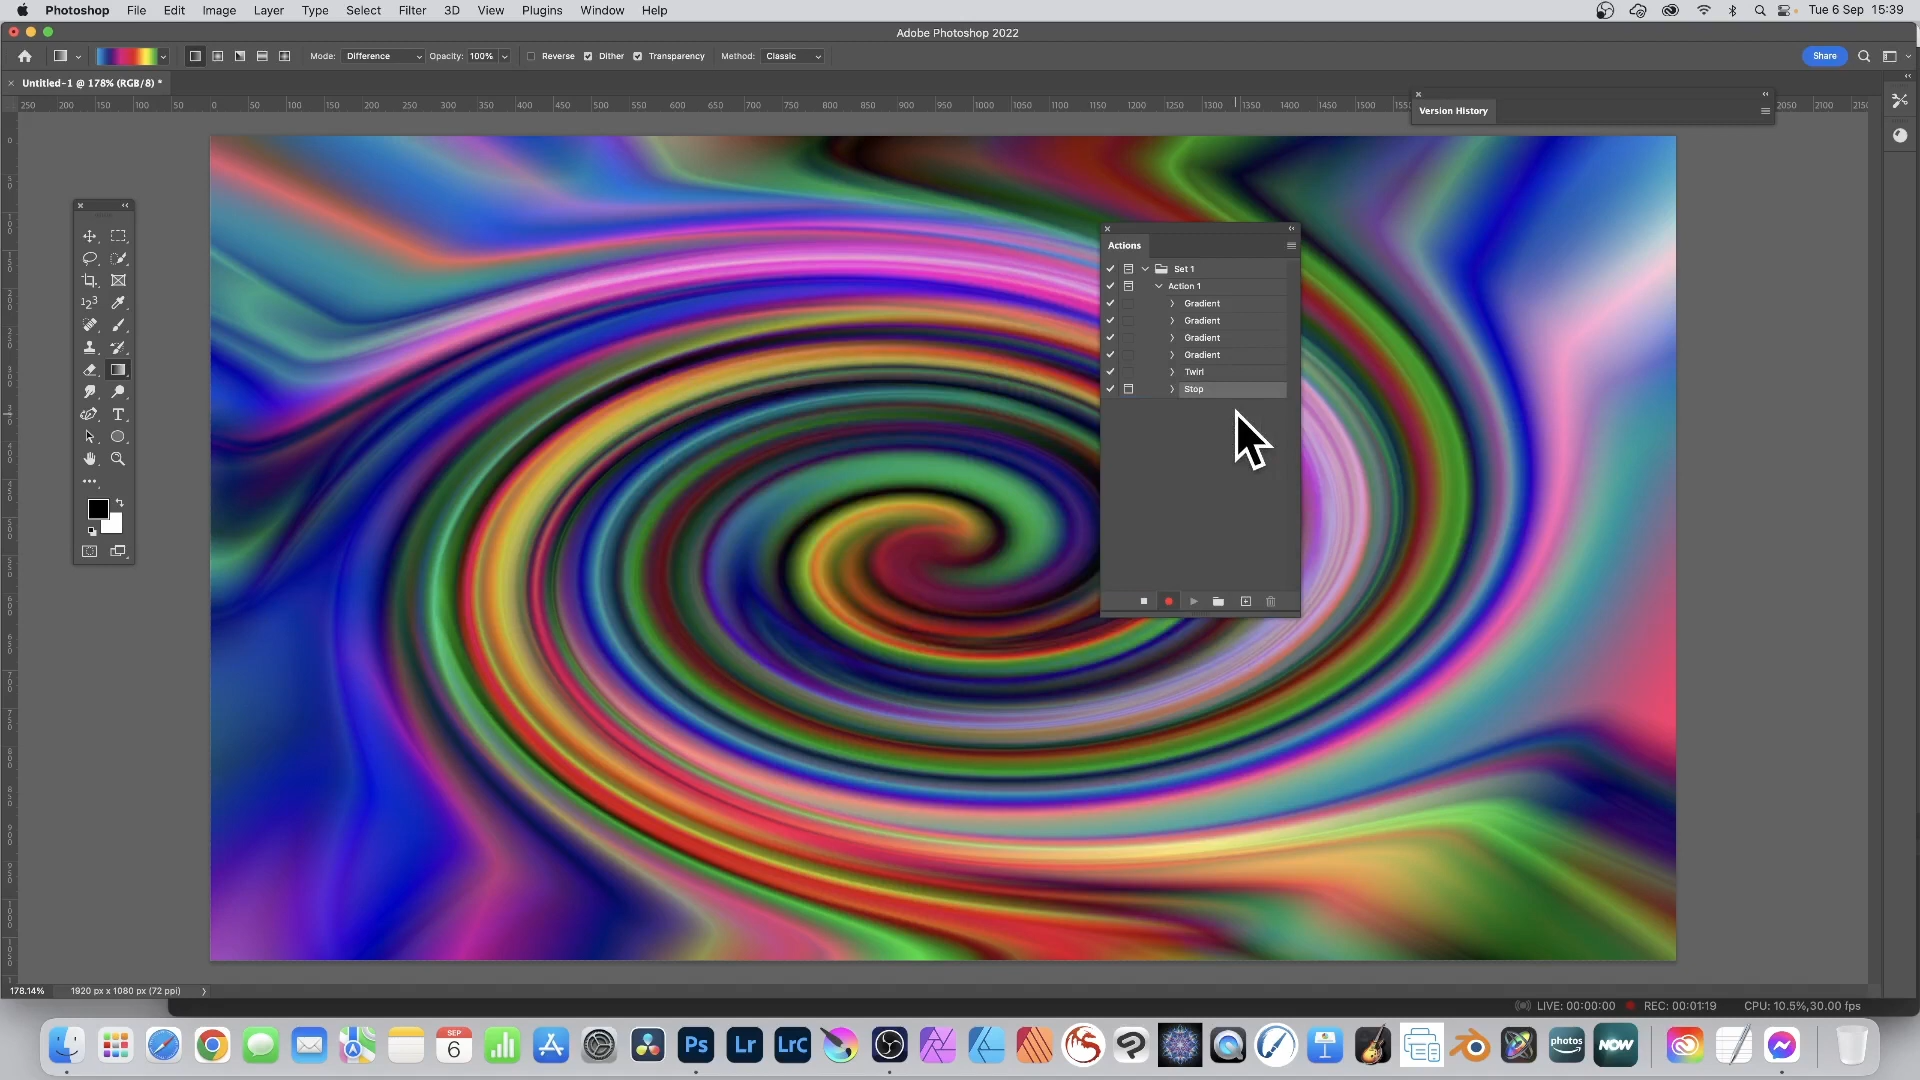 Photoshop File Edit Image Layer Type Select Filter 3D View Plugins Window Help Tue 6 Sep 15:39
Adobe Photoshop 2022
Mode: Difference Opacity: 100% Reverse Dither Transparency Method: Classic Share
Untitled-1 @ 178% (RGB/8) *
250 200 150 100 50 0 50 100 150 200 250 300 350 400 450 500 550 600 650 700 750 800 850 900 950 1000 1050 1100 1150 1200 1250 1300 1350 1400 1450 1500 2050 2100
Version History
Actions
Set 1
Action 1
Gradient
Gradient
Gradient
Gradient
Twirl
Stop
178.14% 1920 px x 1080 px (72 ppi)
LIVE: 00:00:00 REC: 00:01:19 CPU: 10.5%,30.00 fps
SEP
6
Ps Lr LrC
photos
NOW